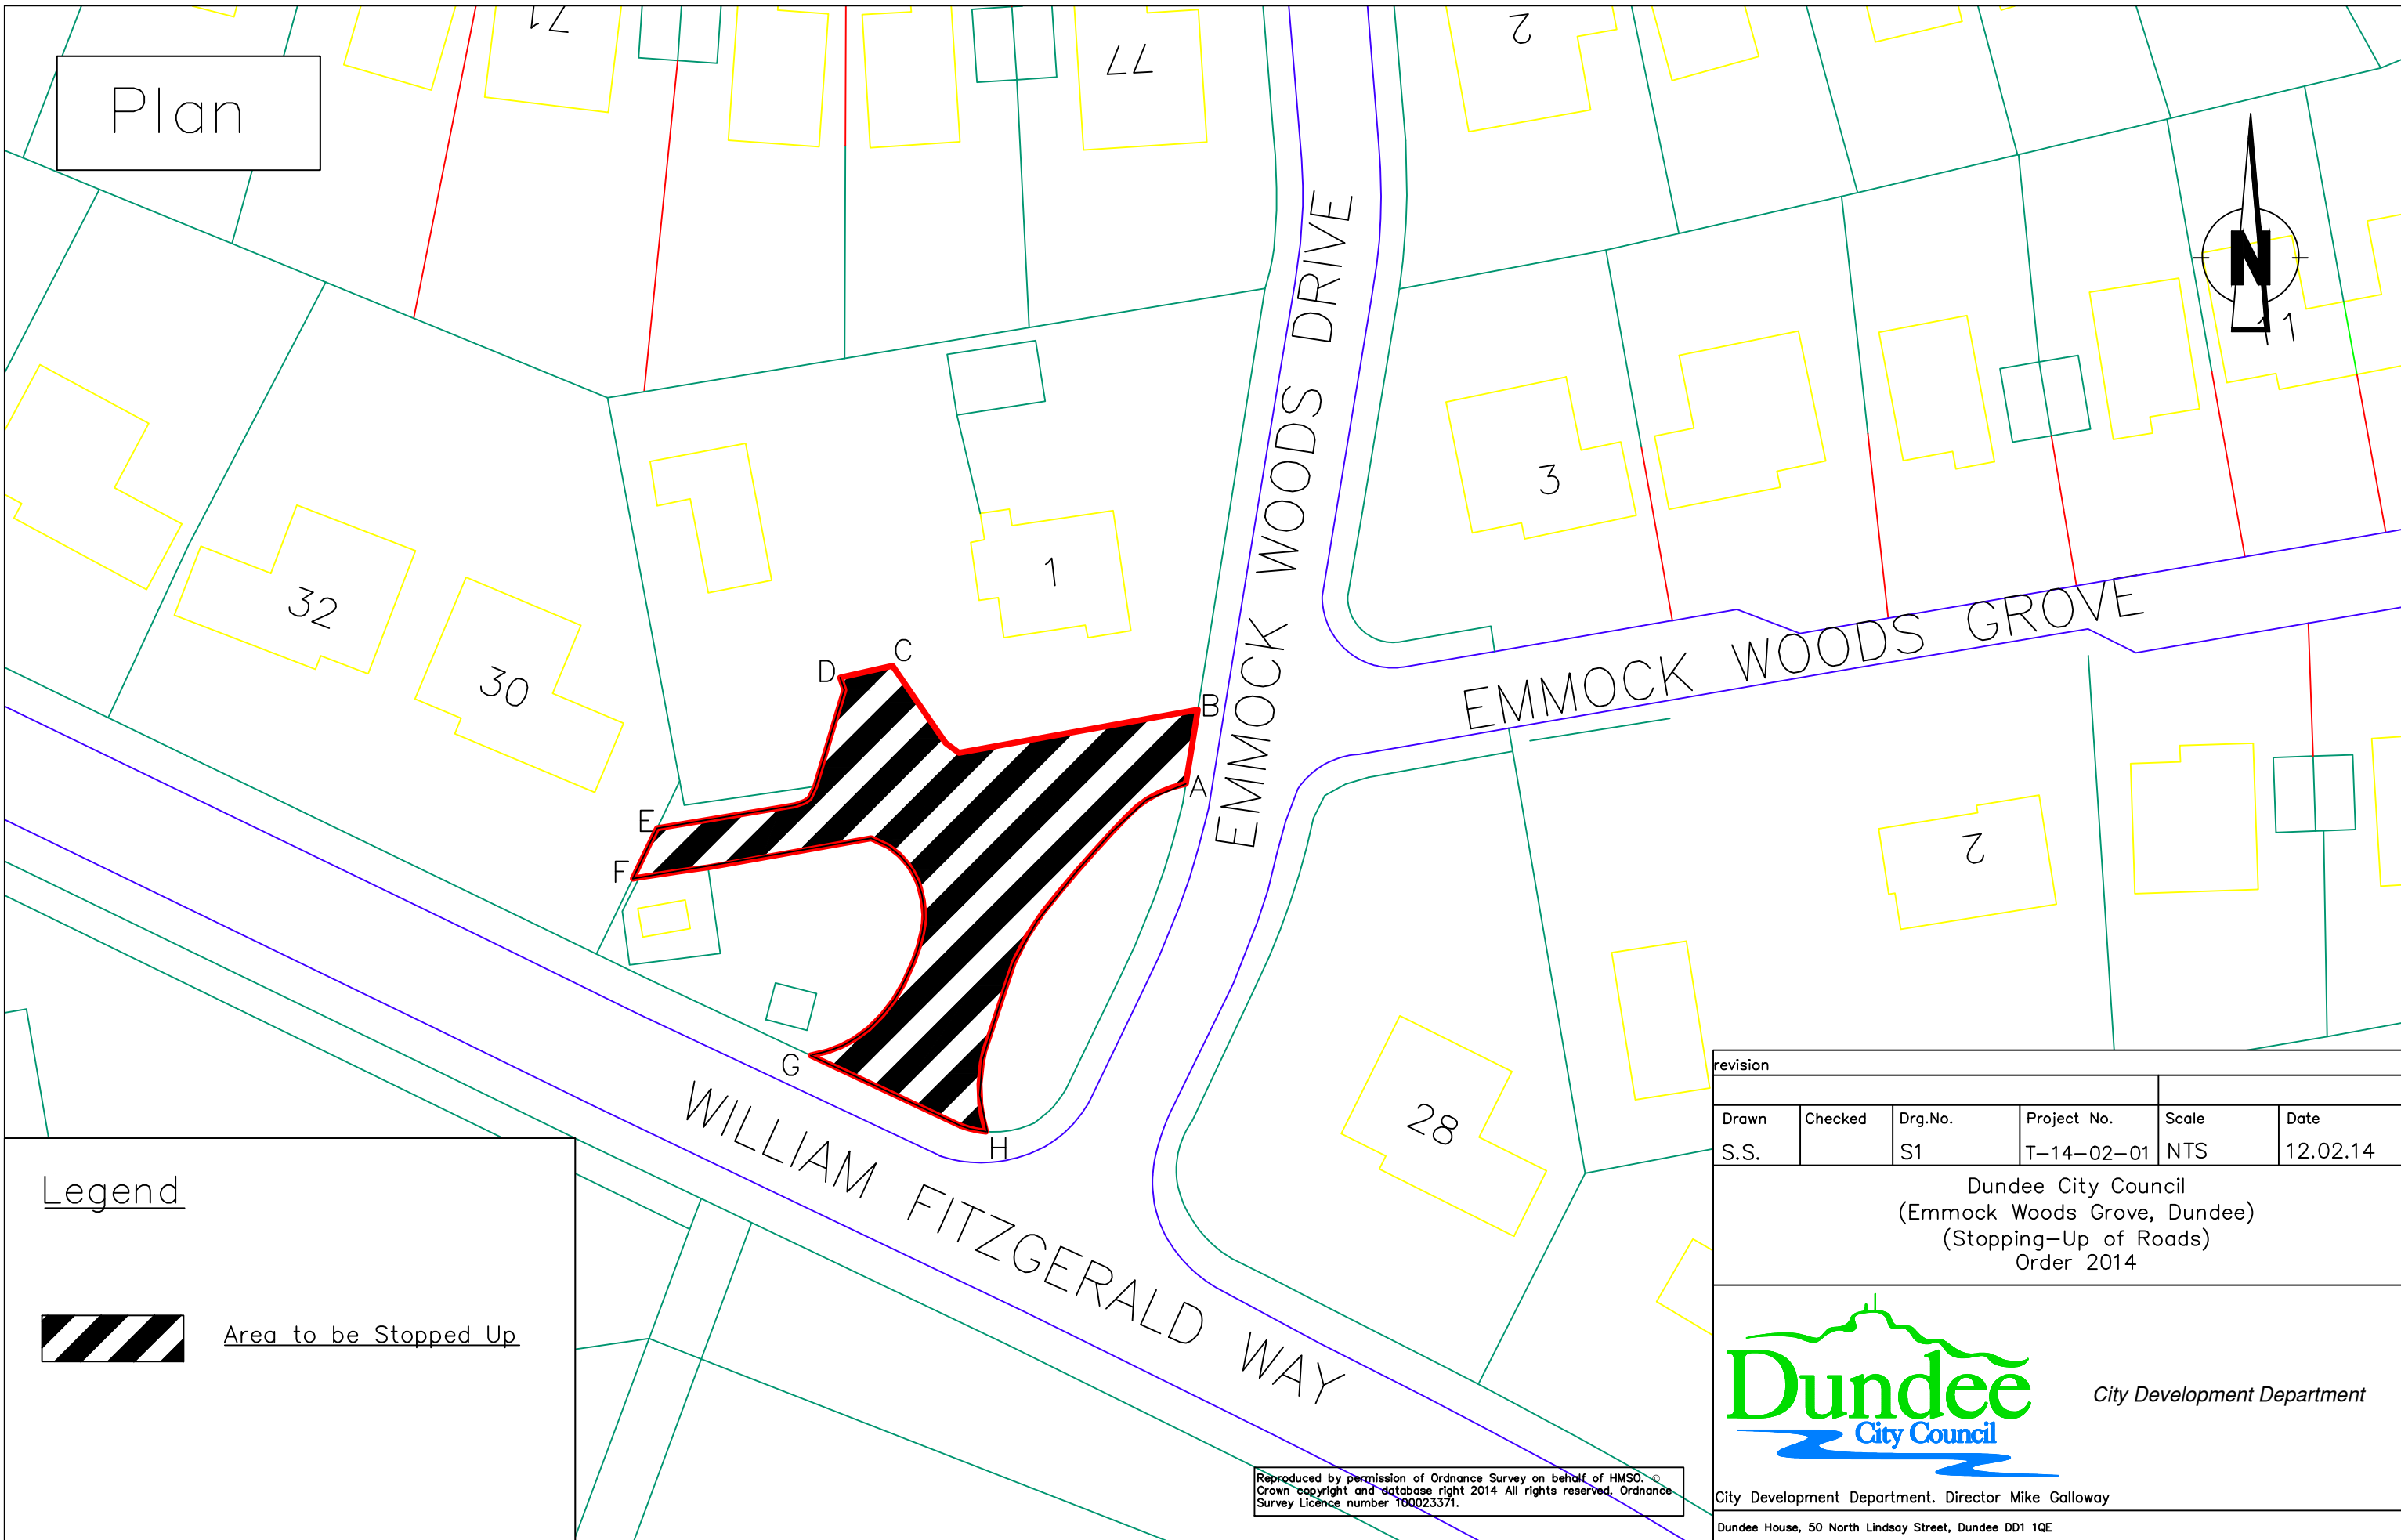 Plan
71
77
2
11
EMMOCK WOODS DRIVE
3
1
32
30
EMMOCK WOODS GROVE
C
D
B
A
E
F
G
H
2
28
WILLIAM FITZGERALD WAY
N
Legend
Area to be Stopped Up
Reproduced by permission of Ordnance Survey on behalf of HMSO. ©
Crown copyright and database right 2014 All rights reserved. Ordnance
Survey Licence number 100023371.
revision
Drawn Checked Drg.No. Project No. Scale Date
S.S. S1 T-14-02-01 NTS 12.02.14
Dundee City Council
(Emmock Woods Grove, Dundee)
(Stopping-Up of Roads)
Order 2014
Dundee
City Council
City Development Department
City Development Department. Director Mike Galloway
Dundee House, 50 North Lindsay Street, Dundee DD1 1QE